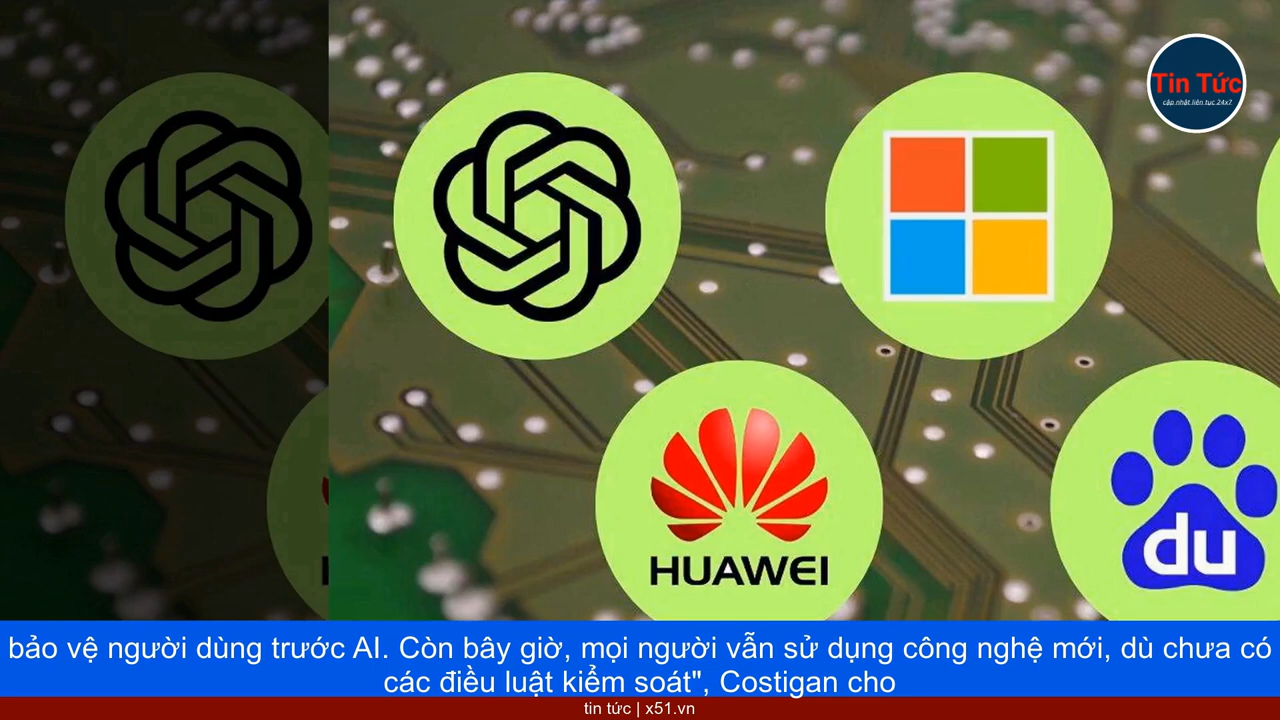 Tin Tức
cập nhật liên tục 24x7
HUAWEI
du
bảo vệ người dùng trước AI. Còn bây giờ, mọi người vẫn sử dụng công nghệ mới, dù chưa có
các điều luật kiểm soát", Costigan cho
tin tức | x51.vn